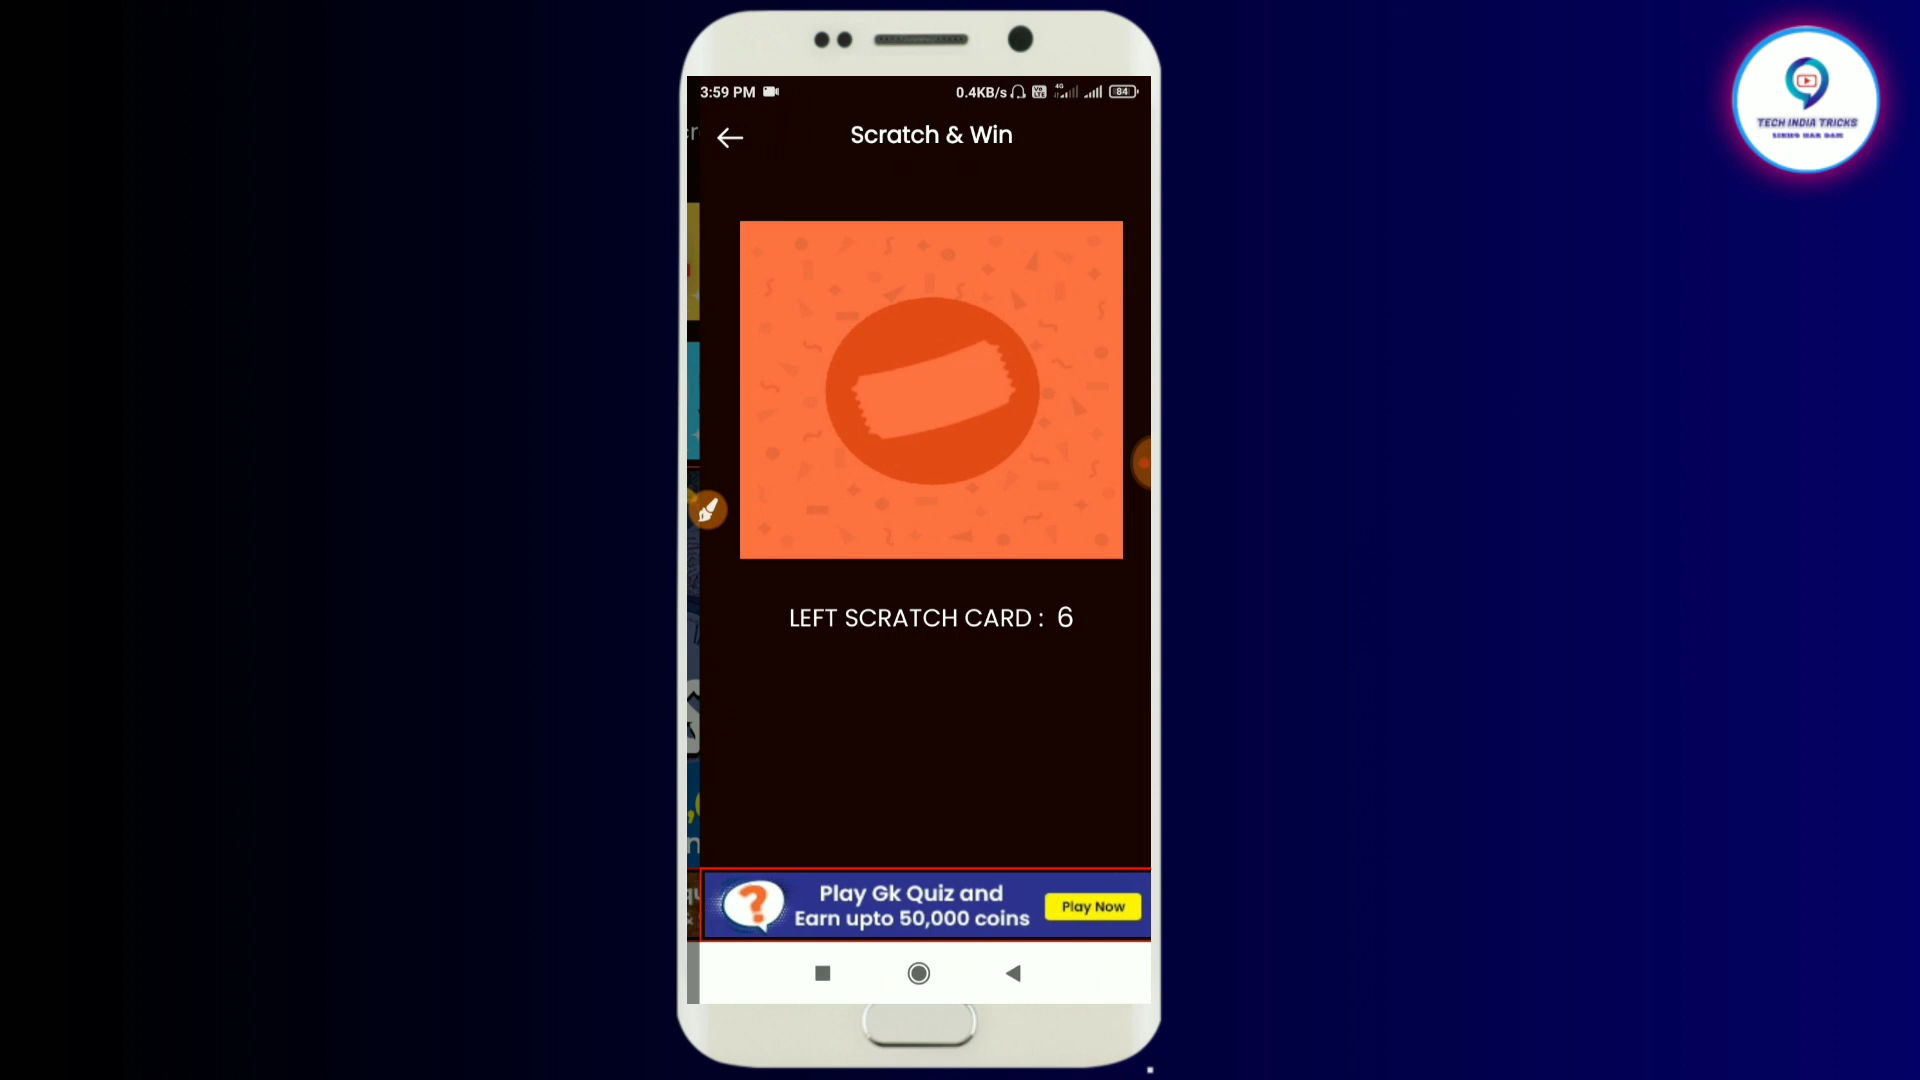 3:59 PM
0.4KB/s
4G
84
Scratch & Win
LEFT SCRATCH CARD : 6
Play Gk Quiz and
Earn upto 50,000 coins
Play Now
TECH INDIA TRICKS